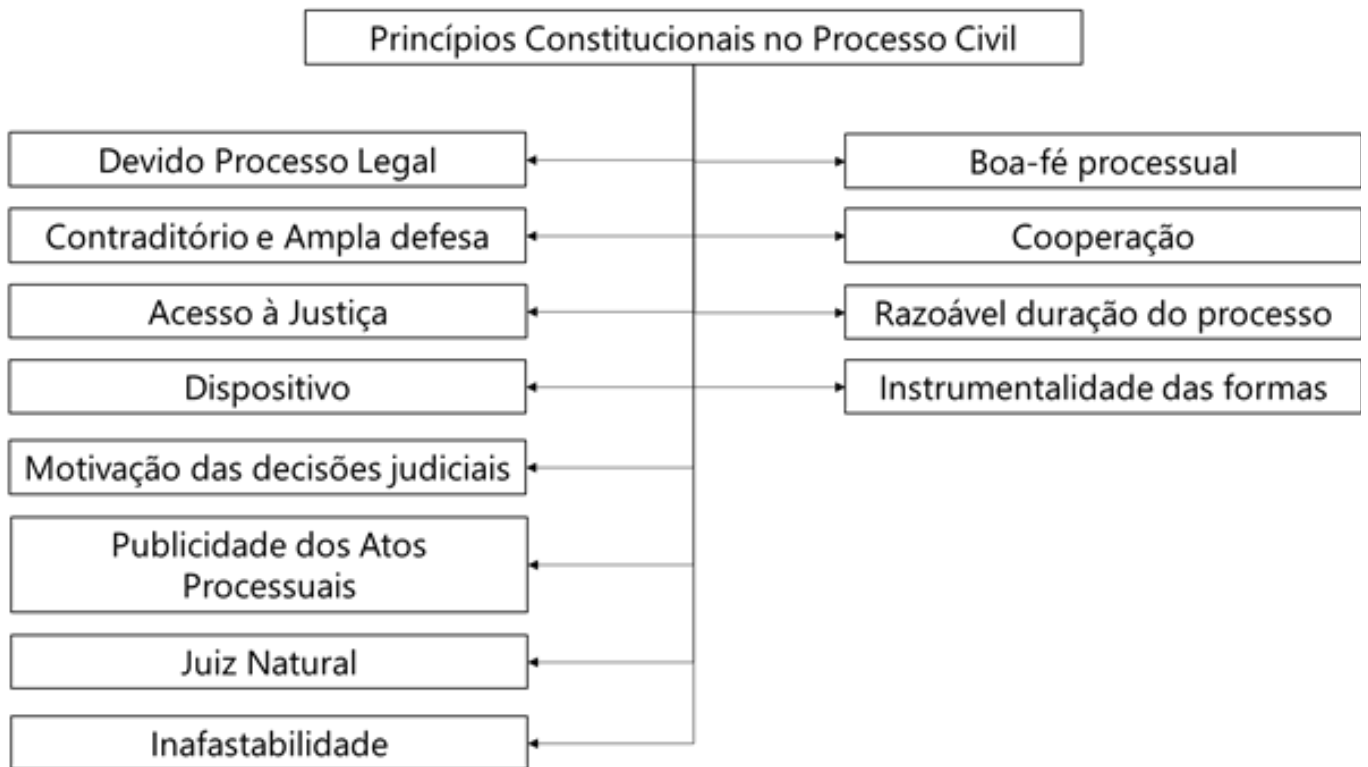 Princípios Constitucionais no Processo Civil
Devido Processo Legal
Contraditório e Ampla defesa
Acesso à Justiça
Dispositivo
Motivação das decisões judiciais
Publicidade dos Atos
Processuais
Juiz Natural
Inafastabilidade
Boa-fé processual
Cooperação
Razoável duração do processo
Instrumentalidade das formas